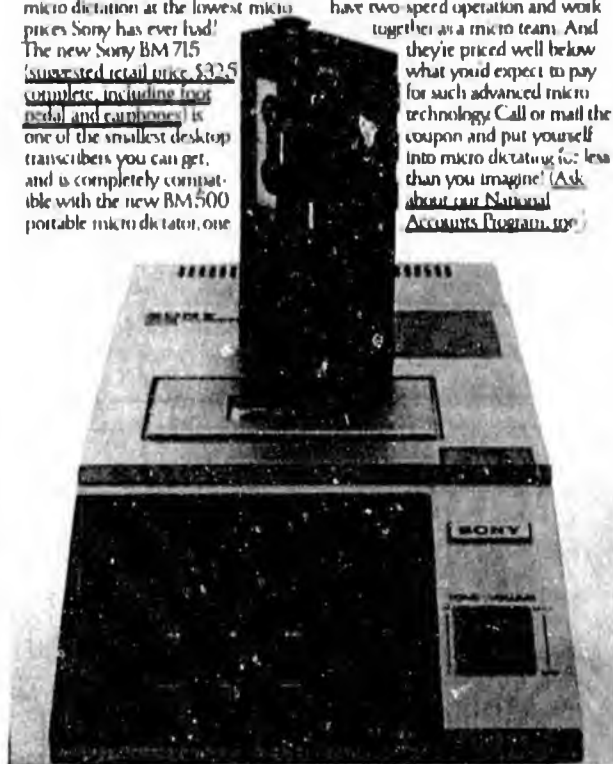 micro dictation at the lowest micro
prices Sony has ever had!
The new Sony BM 715
(suggested retail price, $325
complete, including foot
pedal and earphones) is
one of the smallest desktop
transcribers you can get,
and is completely compat-
ible with the new BM 500
portable micro dictator, one
have two speed operation and work
together as a micro team. And
they're priced well below
what you'd expect to pay
for such advanced micro
technology. Call or mail the
coupon and put yourself
into micro dictating for less
than you imagine! (Ask
about our National
Accounts Program, too.)
SONY
TONE VOLUME